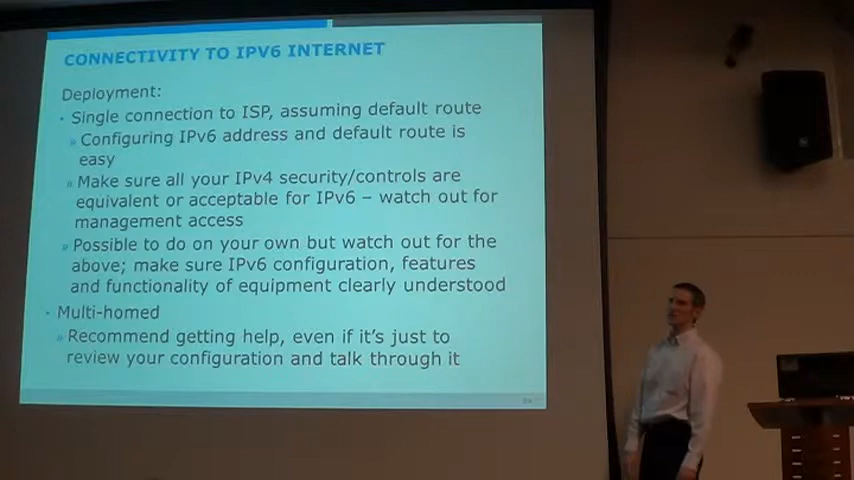 CONNECTIVITY TO IPV6 INTERNET
Deployment:
· Single connection to ISP, assuming default route
» Configuring IPv6 address and default route is
easy
» Make sure all your IPv4 security/controls are
equivalent or acceptable for IPv6 – watch out for
management access
» Possible to do on your own but watch out for the
above; make sure IPv6 configuration, features
and functionality of equipment clearly understood
· Multi-homed
» Recommend getting help, even if it's just to
review your configuration and talk through it